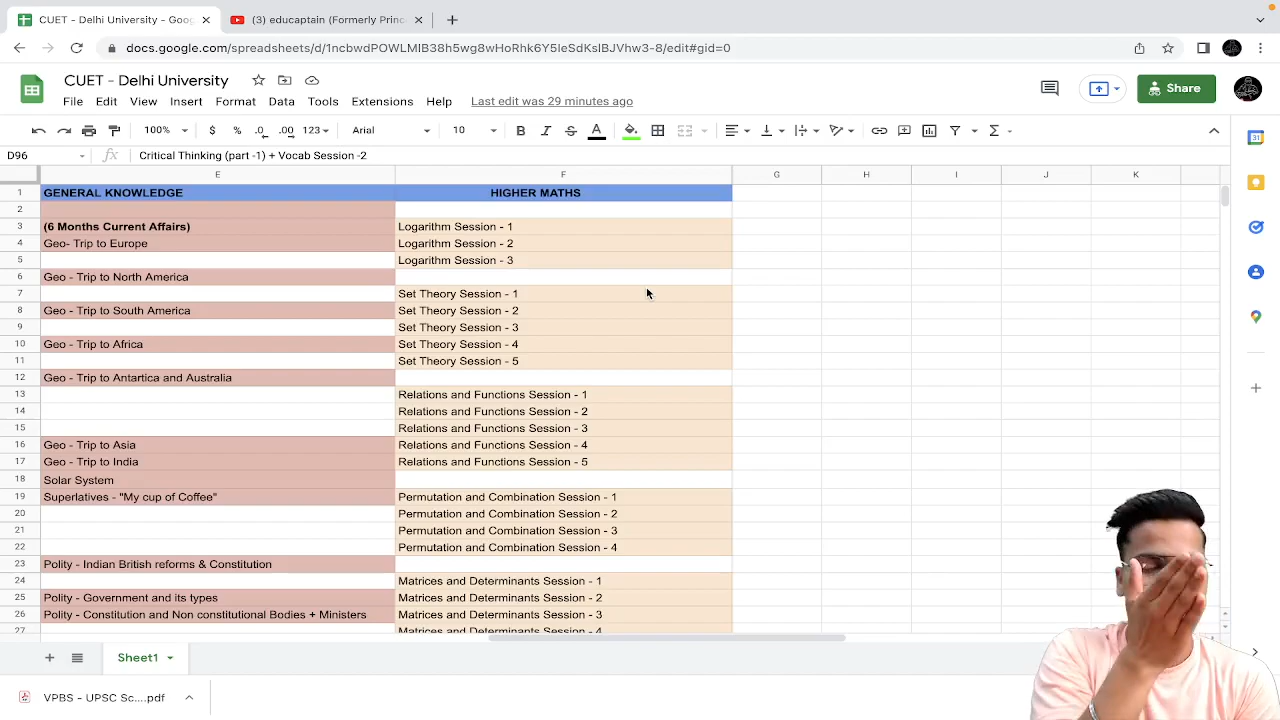 CUET - Delhi University - Goog
(3) educaptain (Formerly Princ
docs.google.com/spreadsheets/d/1ncbwdPOWLMIB38h5wg8wHoRhk6Y5leSdKslBJVhw3-8/edit#gid=0
CUET - Delhi University
Share
File Edit View Insert Format Data Tools Extensions Help Last edit was 29 minutes ago
100% $ % .0 .00 123 Arial 10 B I S A
D96 fx Critical Thinking (part -1) + Vocab Session -2
E F G H I J K
1 GENERAL KNOWLEDGE HIGHER MATHS
2
3 (6 Months Current Affairs) Logarithm Session - 1
4 Geo- Trip to Europe Logarithm Session - 2
5 Logarithm Session - 3
6 Geo - Trip to North America
7 Set Theory Session - 1
8 Geo - Trip to South America Set Theory Session - 2
9 Set Theory Session - 3
10 Geo - Trip to Africa Set Theory Session - 4
11 Set Theory Session - 5
12 Geo - Trip to Antartica and Australia
13 Relations and Functions Session - 1
14 Relations and Functions Session - 2
15 Relations and Functions Session - 3
16 Geo - Trip to Asia Relations and Functions Session - 4
17 Geo - Trip to India Relations and Functions Session - 5
18 Solar System
19 Superlatives - "My cup of Coffee" Permutation and Combination Session - 1
20 Permutation and Combination Session - 2
21 Permutation and Combination Session - 3
22 Permutation and Combination Session - 4
23 Polity - Indian British reforms & Constitution
24 Matrices and Determinants Session - 1
25 Polity - Government and its types Matrices and Determinants Session - 2
26 Polity - Constitution and Non constitutional Bodies + Ministers Matrices and Determinants Session - 3
27 Matrices and Determinants Session - 4
Sheet1
VPBS - UPSC Sc....pdf
31